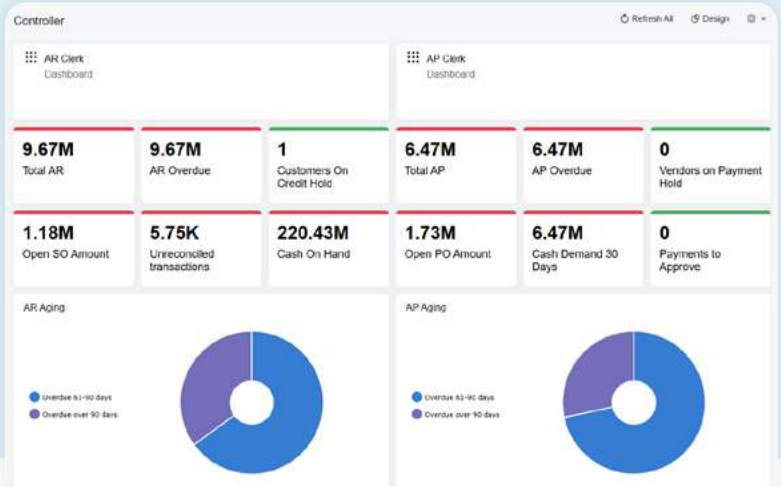 Controller
Refresh All
Design
AR Clerk
Dashboard
AP Clerk
Dashboard
9.67M
Total AR
9.67M
AR Overdue
1
Customers On
Credit Hold
6.47M
Total AP
6.47M
AP Overdue
0
Vendors on Payment
Hold
1.18M
Open SO Amount
5.75K
Unreconciled
transactions
220.43M
Cash On Hand
1.73M
Open PO Amount
6.47M
Cash Demand 30
Days
0
Payments to
Approve
AR Aging
Overdue 61-90 days
Overdue over 90 days
AP Aging
Overdue 61-90 days
Overdue over 90 days